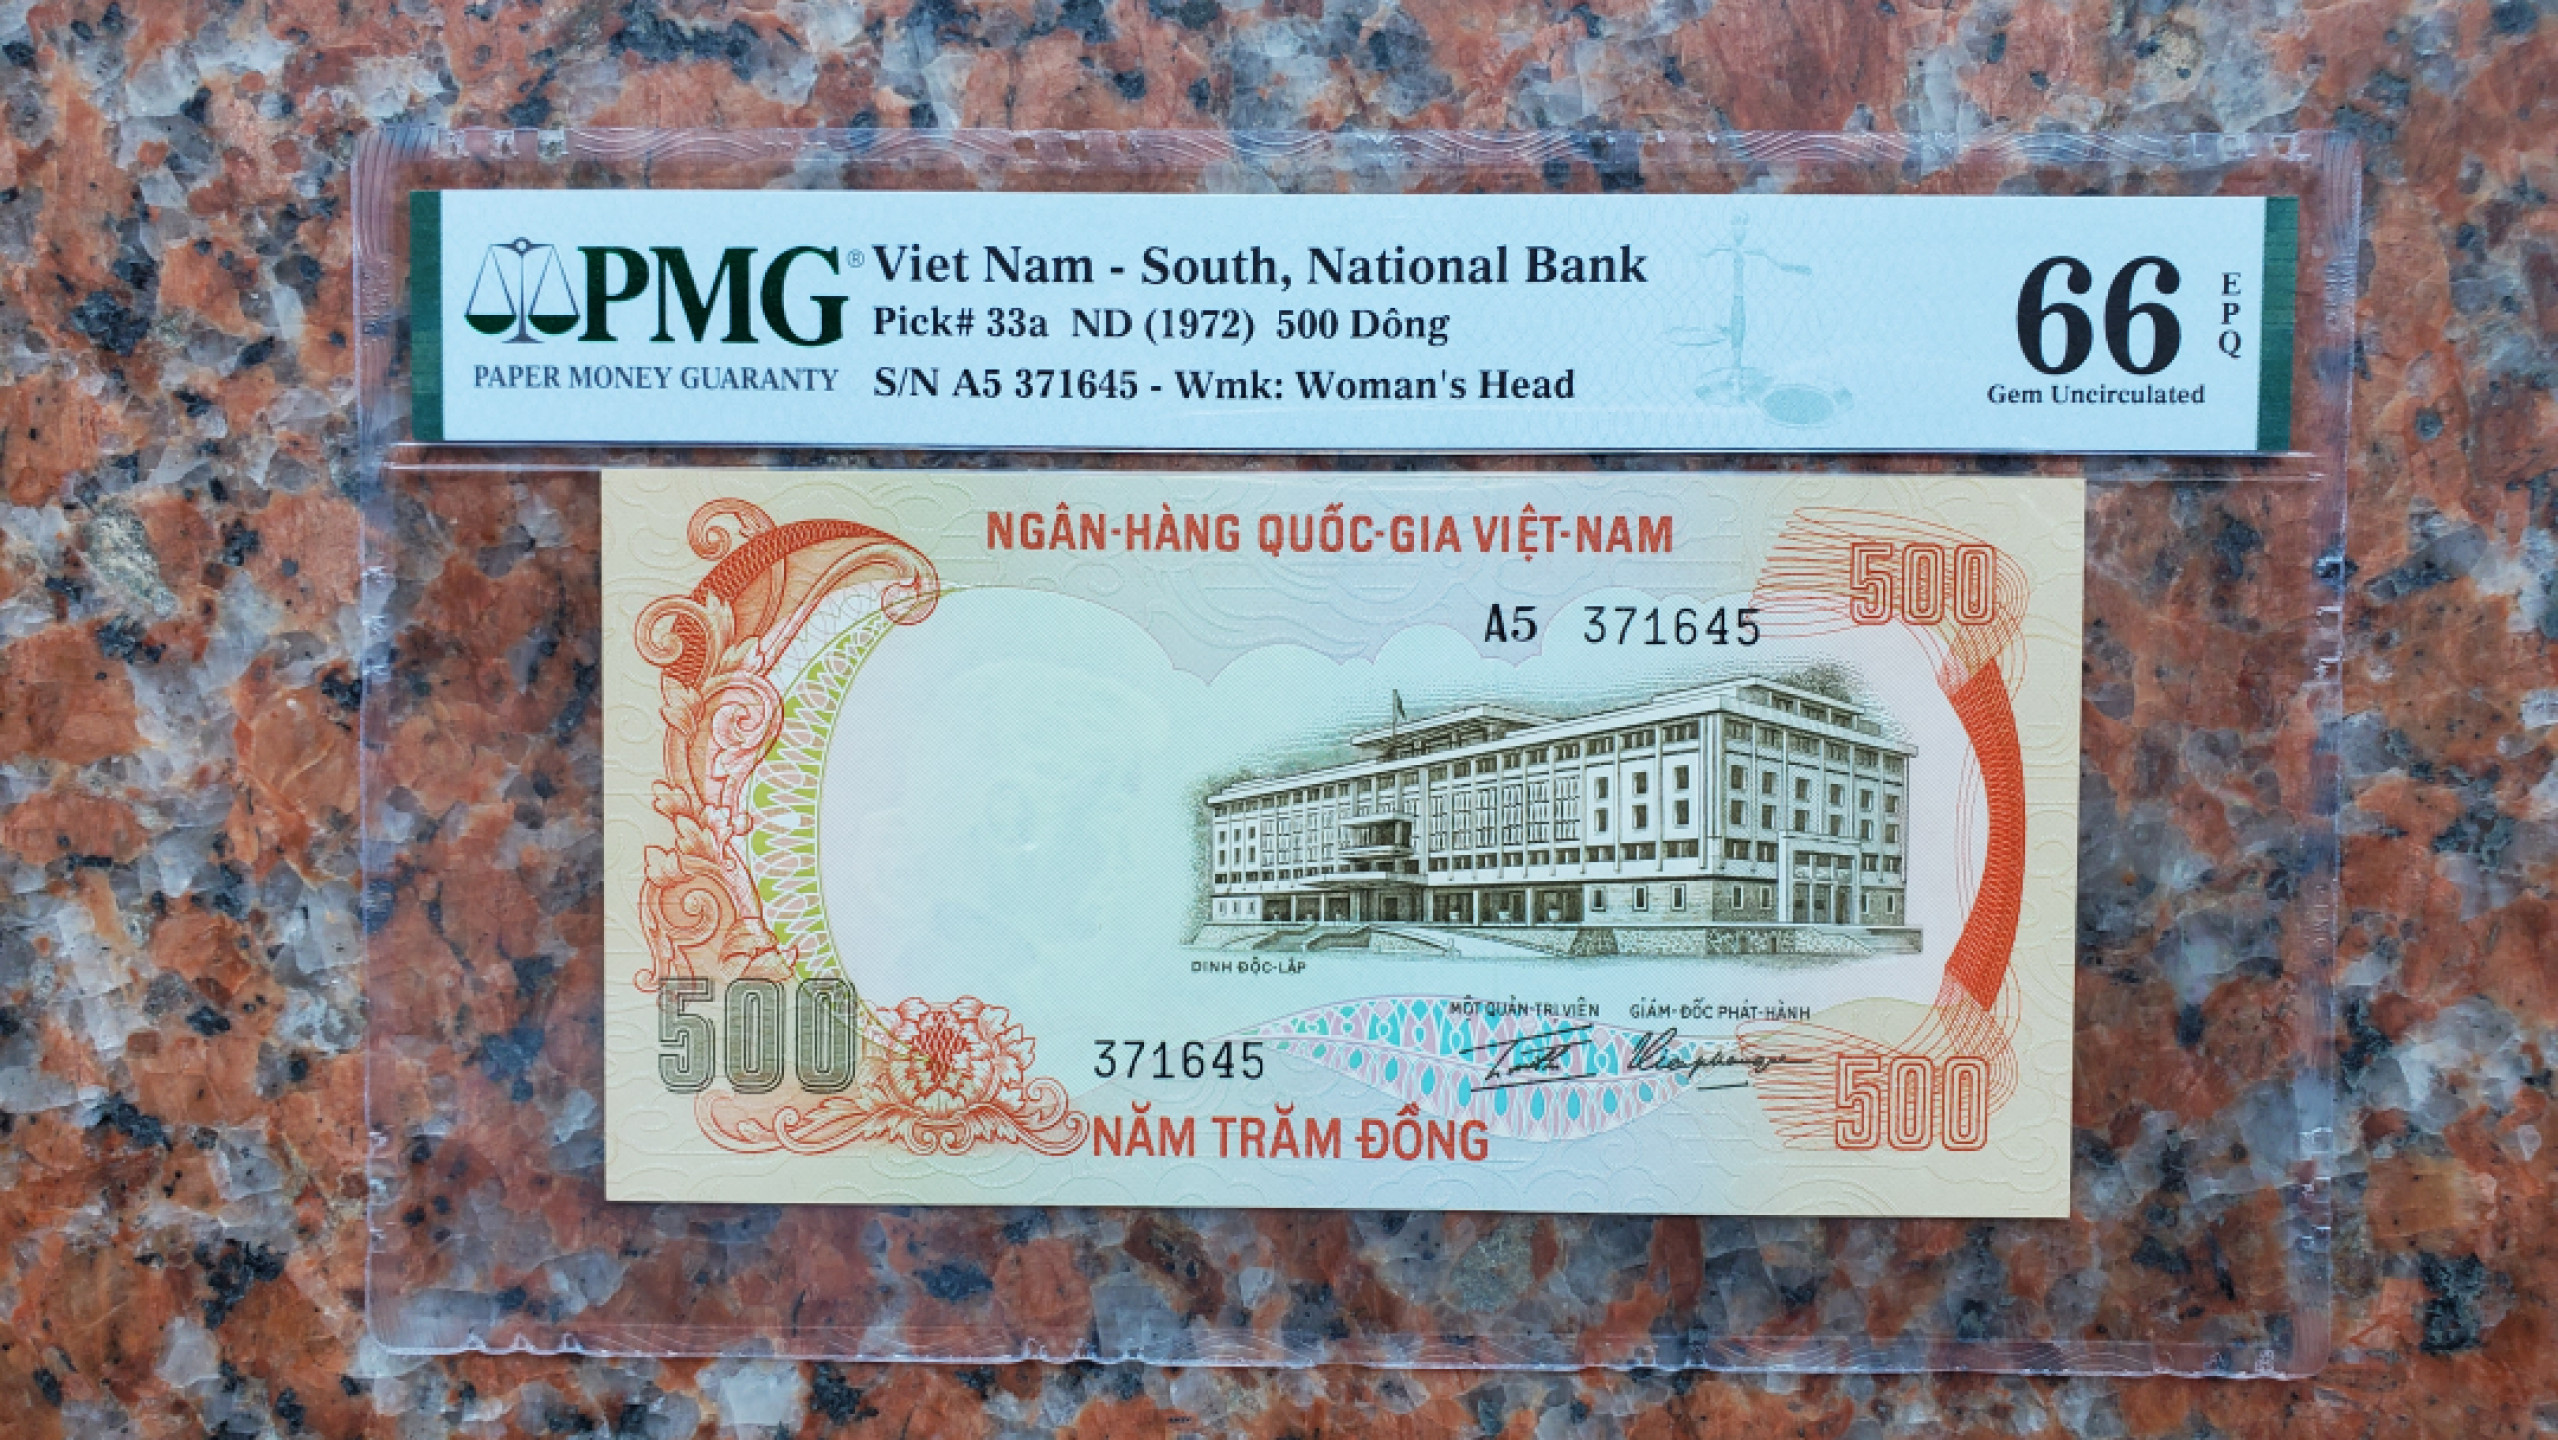 PMG®
PAPER MONEY GUARANTY
Viet Nam - South, National Bank
Pick# 33a ND (1972) 500 Dông
S/N A5 371645 - Wmk: Woman's Head
66
EPQ
Gem Uncirculated
NGÂN-HÀNG QUỐC-GIA VIỆT-NAM
500
A5 371645
DINH ĐỘC-LẬP
MỘT QUẢN-TRỊ VIÊN GIÁM-ĐỐC PHÁT-HÀNH
500
371645
500
NĂM TRĂM ĐỒNG